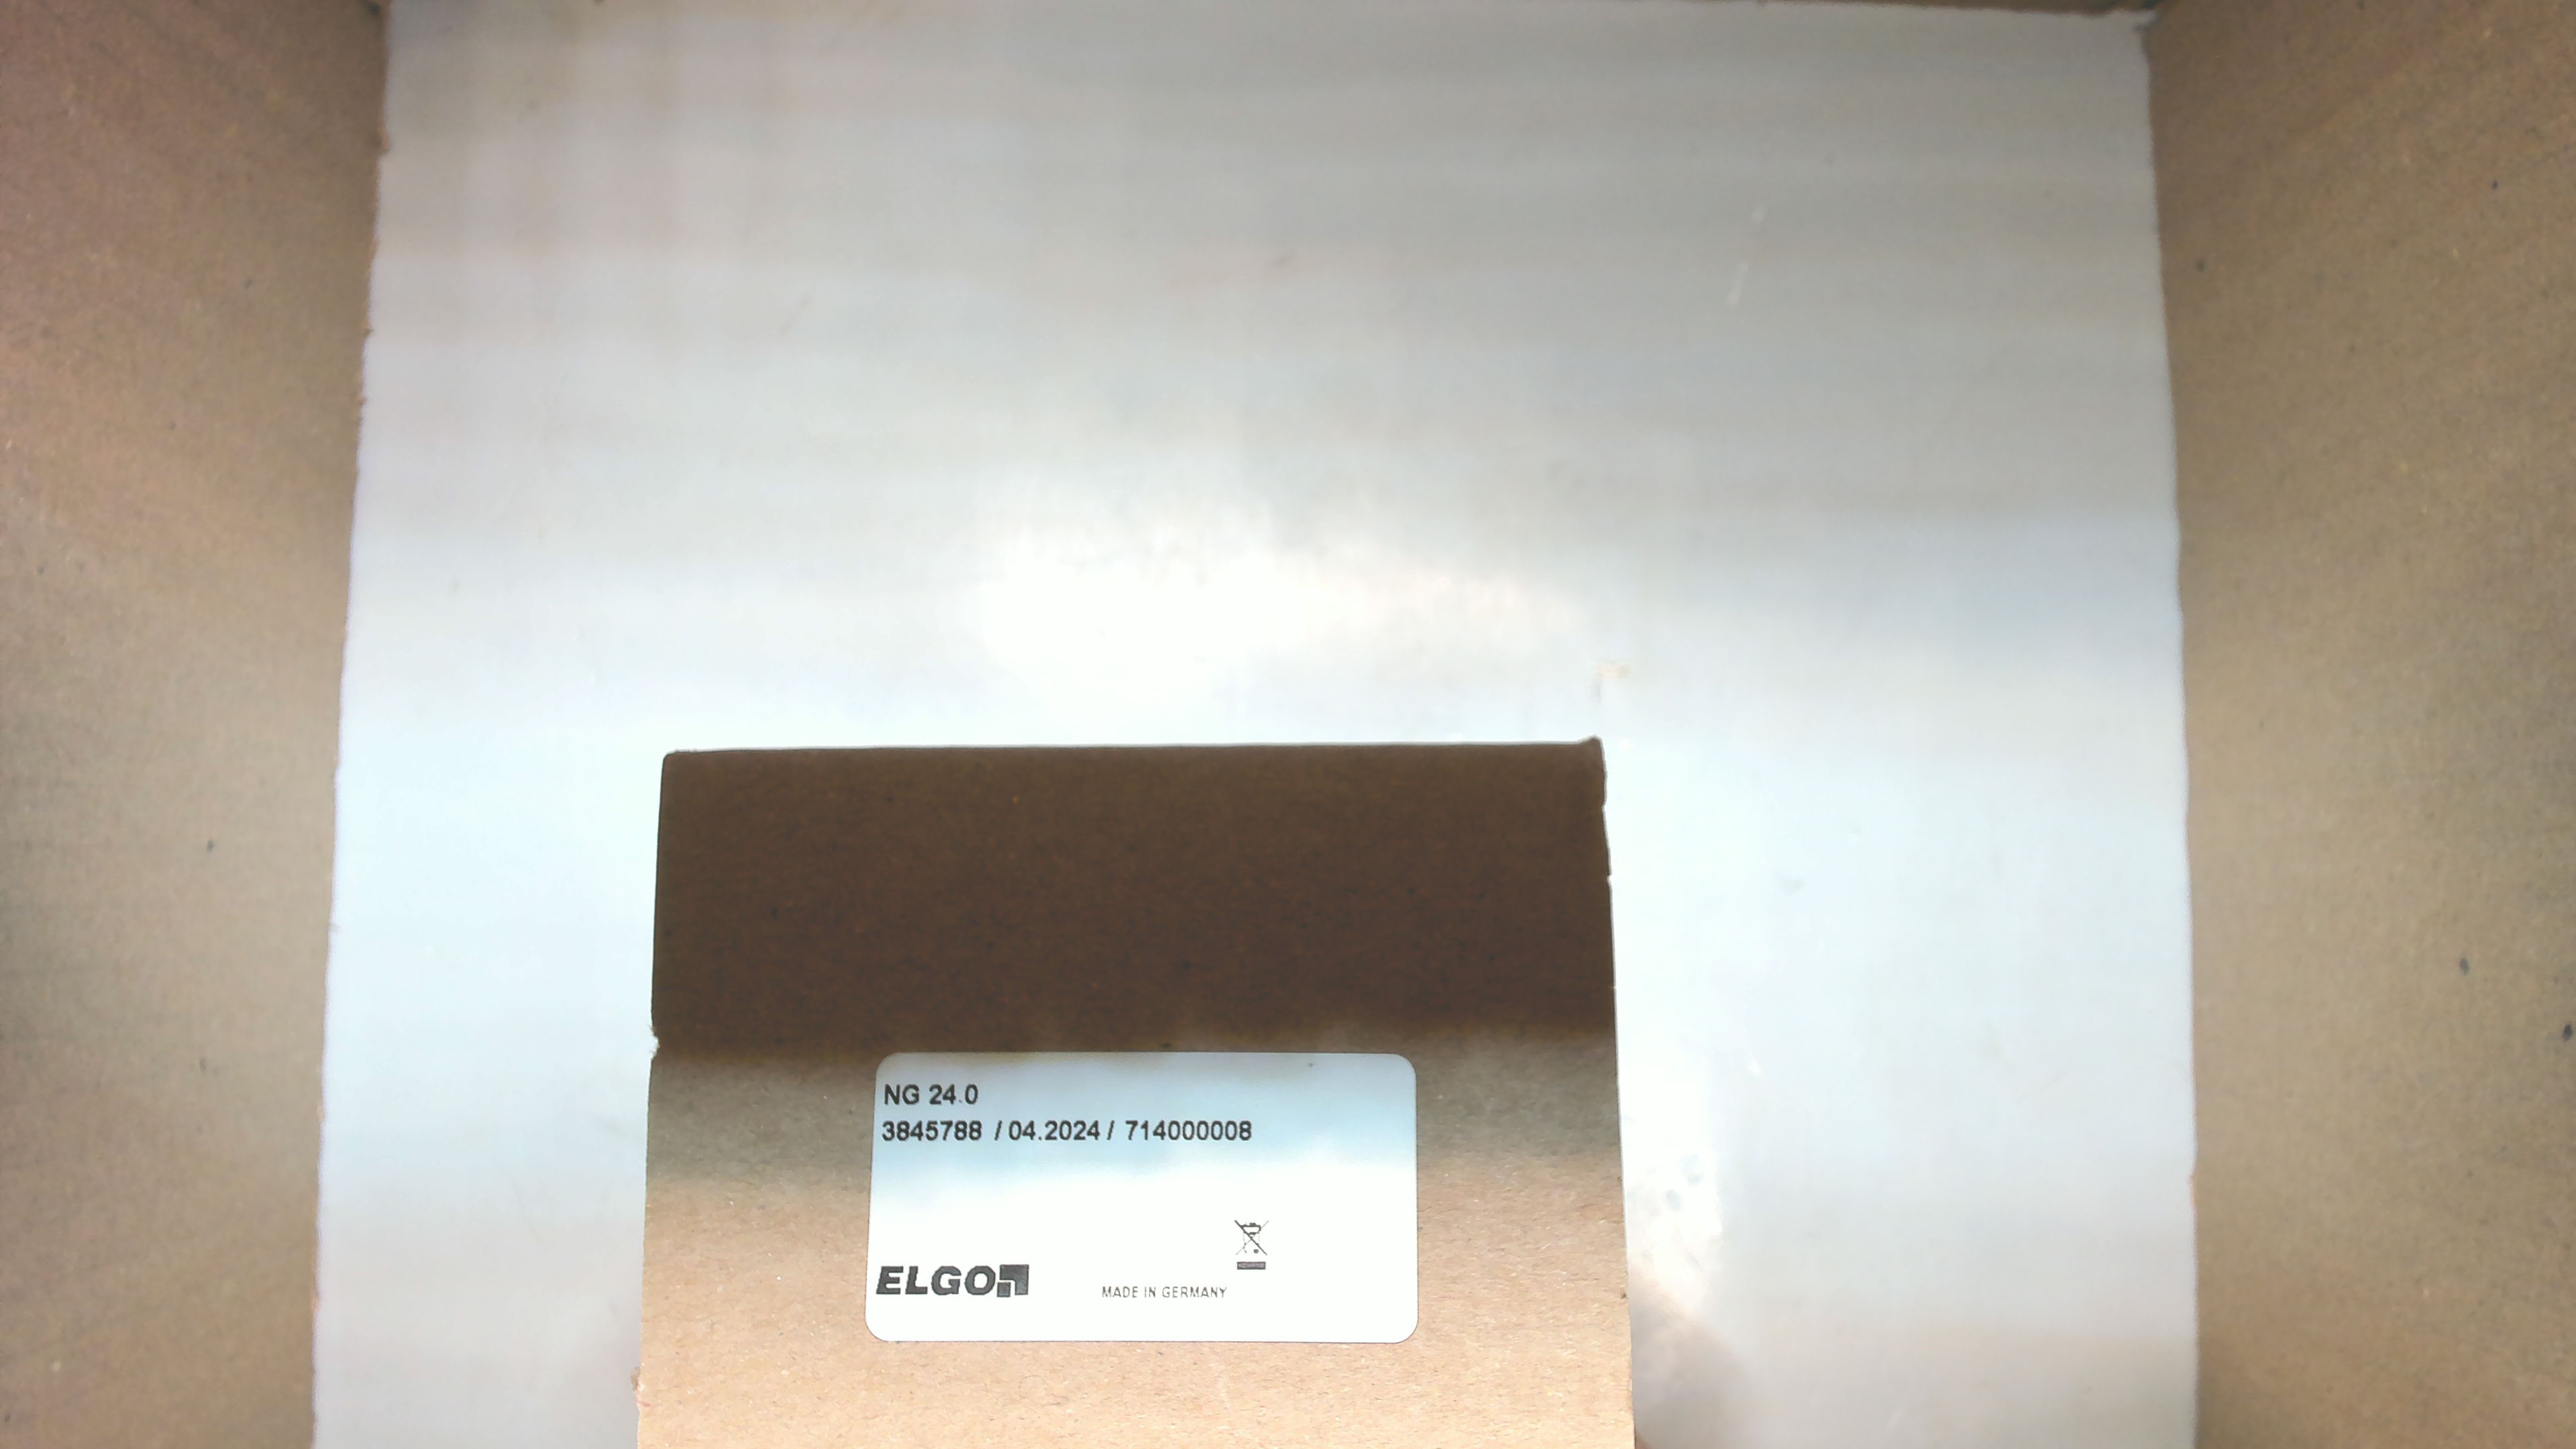 NG 24.0
3845788 / 04.2024 / 714000008
ELGO
MADE IN GERMANY